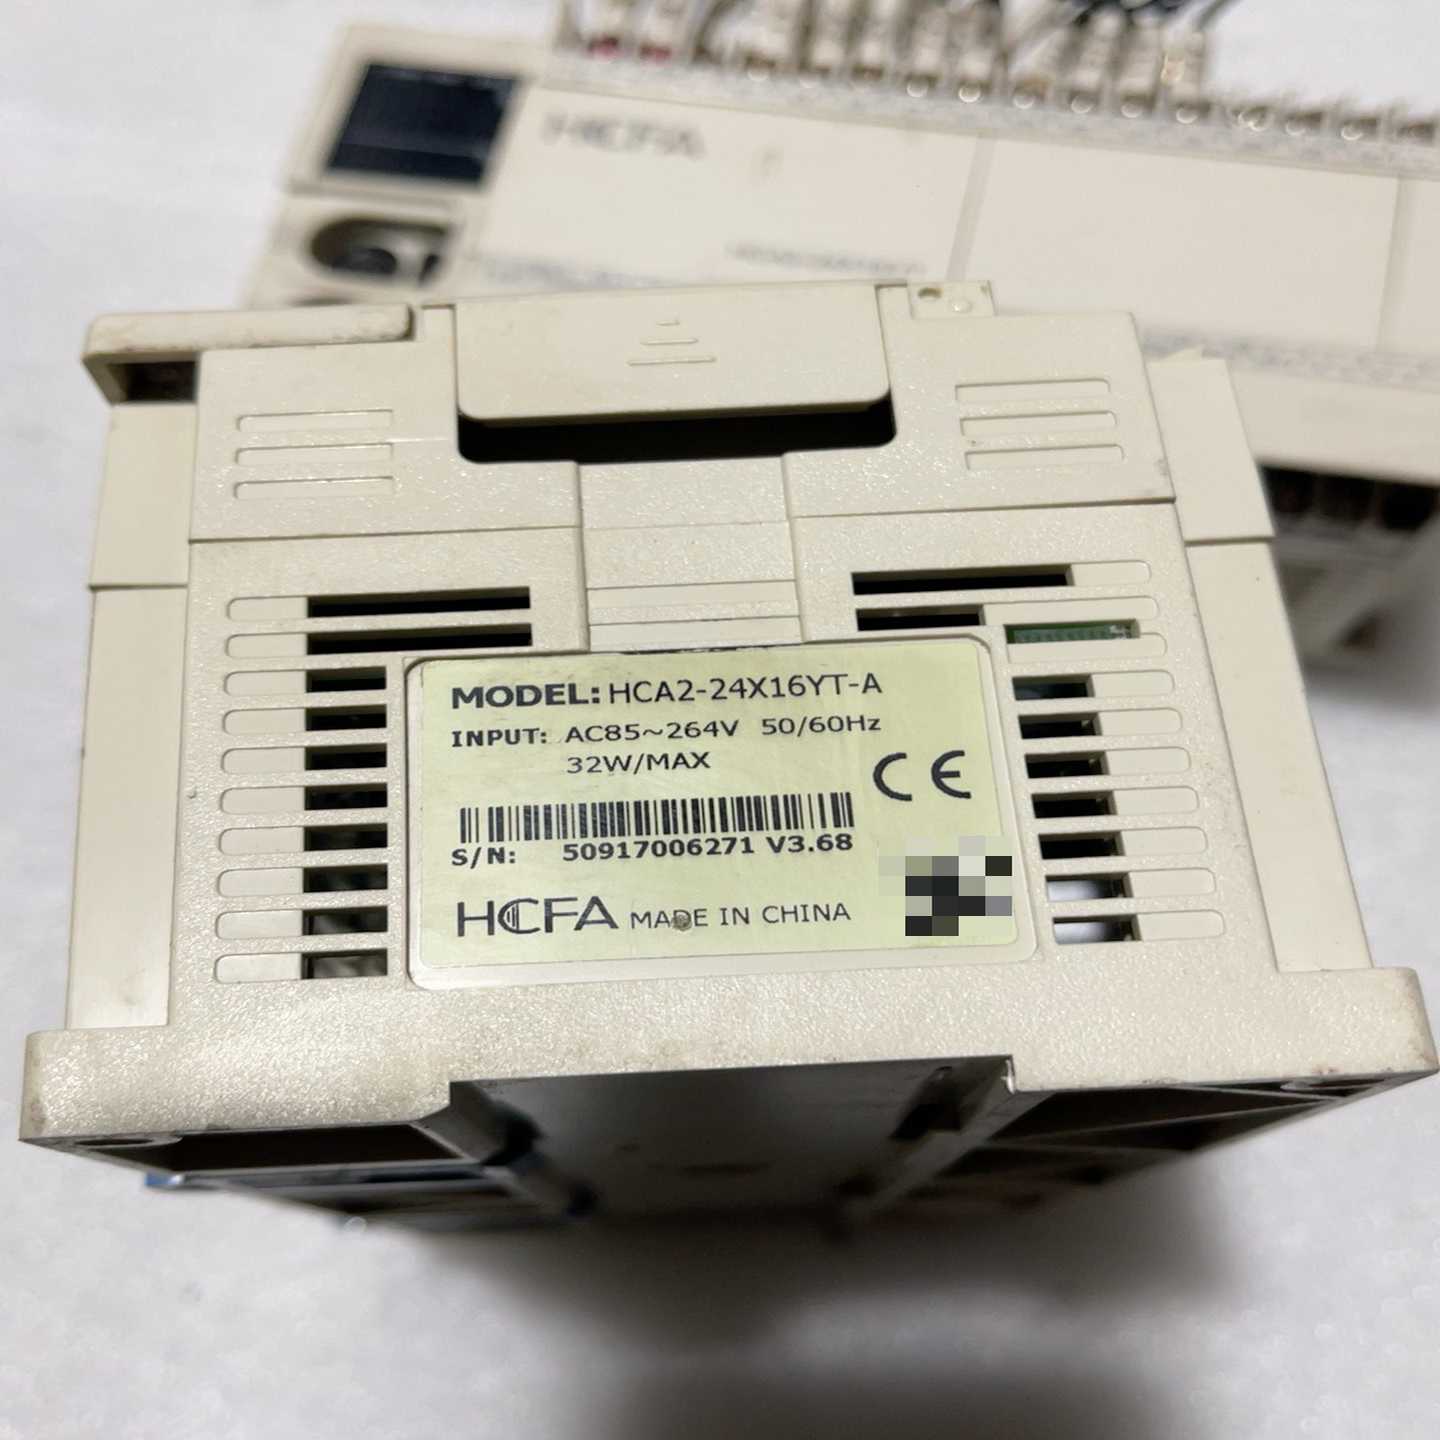 HCFA
MODEL: HCA2-24X16YT-A
INPUT: AC85~264V 50/60Hz
32W/MAX
CE
S/N: 50917006271 V3.68
HCFA MADE IN CHINA